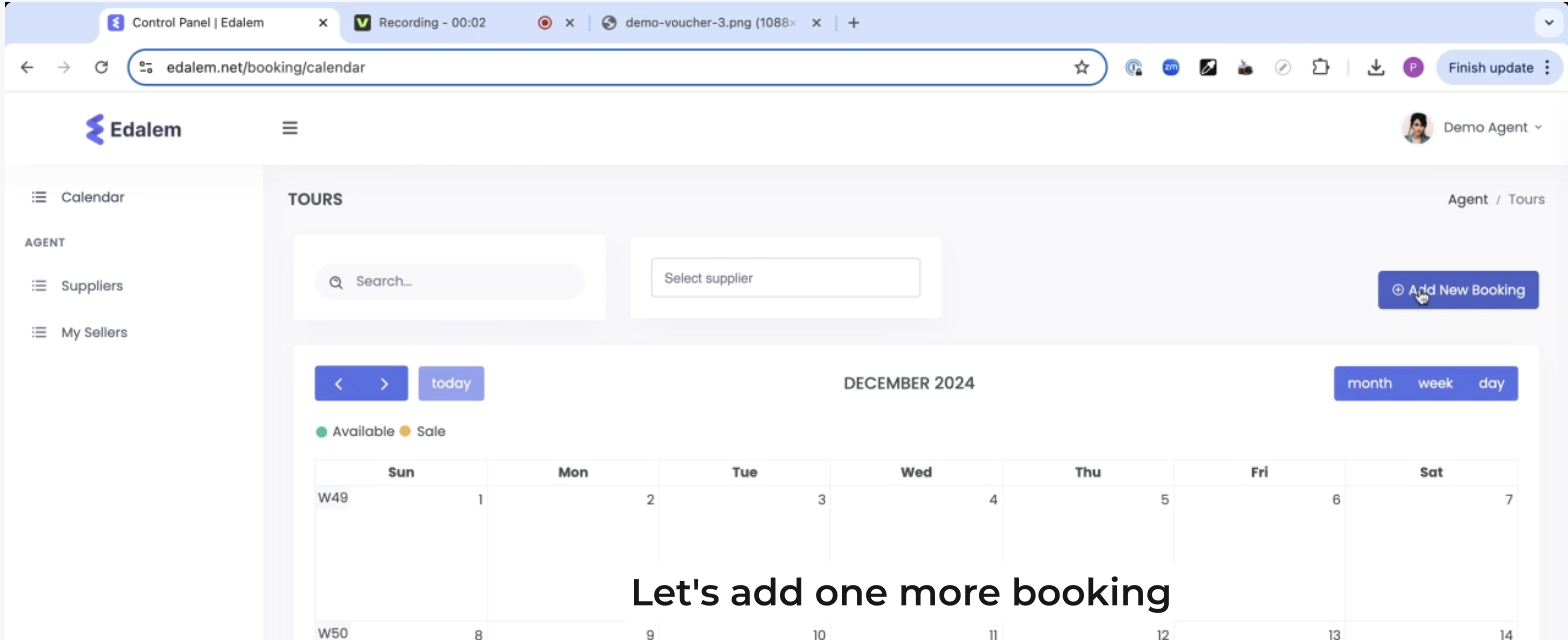 Control Panel | Edalem
Recording - 00:02
demo-voucher-3.png (1088×
edalem.net/booking/calendar
zm
P
Finish update
Edalem
Demo Agent
Calendar
AGENT
Suppliers
My Sellers
TOURS
Agent / Tours
Search...
Select supplier
Add New Booking
today
DECEMBER 2024
month week day
Available Sale
Sun Mon Tue Wed Thu Fri Sat
W49 1 2 3 4 5 6 7
Let's add one more booking
W50 8 9 10 11 12 13 14